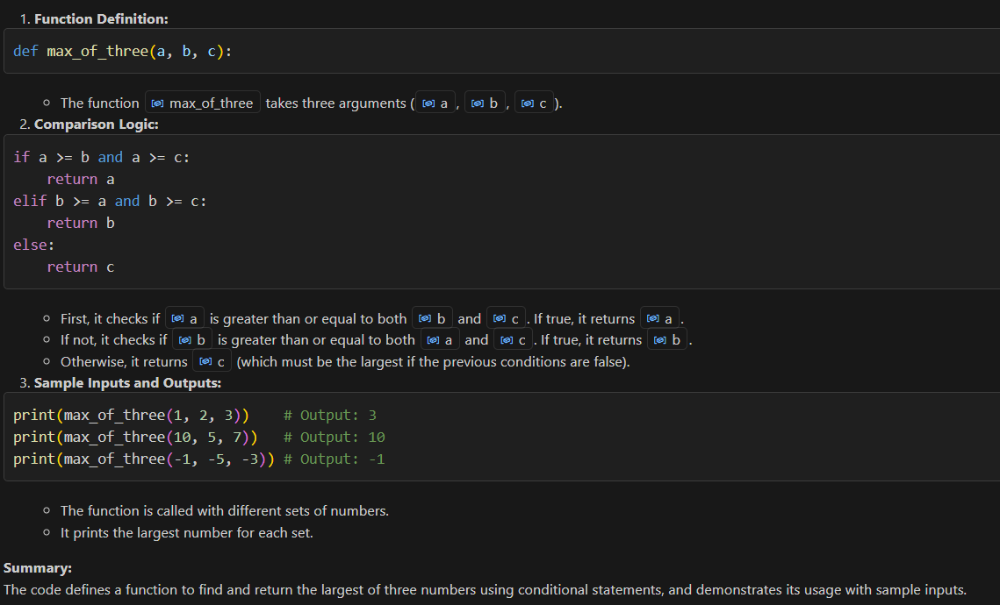 1. Function Definition:
def max_of_three(a, b, c):
The function max_of_three takes three arguments ( a , b , c ).
2. Comparison Logic:
if a >= b and a >= c:
    return a
elif b >= a and b >= c:
    return b
else:
    return c
First, it checks if a is greater than or equal to both b and c . If true, it returns a .
If not, it checks if b is greater than or equal to both a and c . If true, it returns b .
Otherwise, it returns c (which must be the largest if the previous conditions are false).
3. Sample Inputs and Outputs:
print(max_of_three(1, 2, 3))    # Output: 3
print(max_of_three(10, 5, 7))   # Output: 10
print(max_of_three(-1, -5, -3)) # Output: -1
The function is called with different sets of numbers.
It prints the largest number for each set.
Summary:
The code defines a function to find and return the largest of three numbers using conditional statements, and demonstrates its usage with sample inputs.